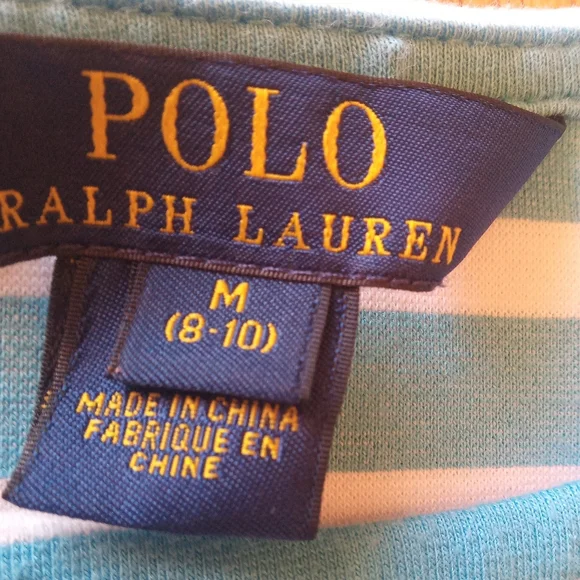 POLO
RALPH LAUREN
M
(8-10)
MADE IN CHINA
FABRIQUE EN
CHINE